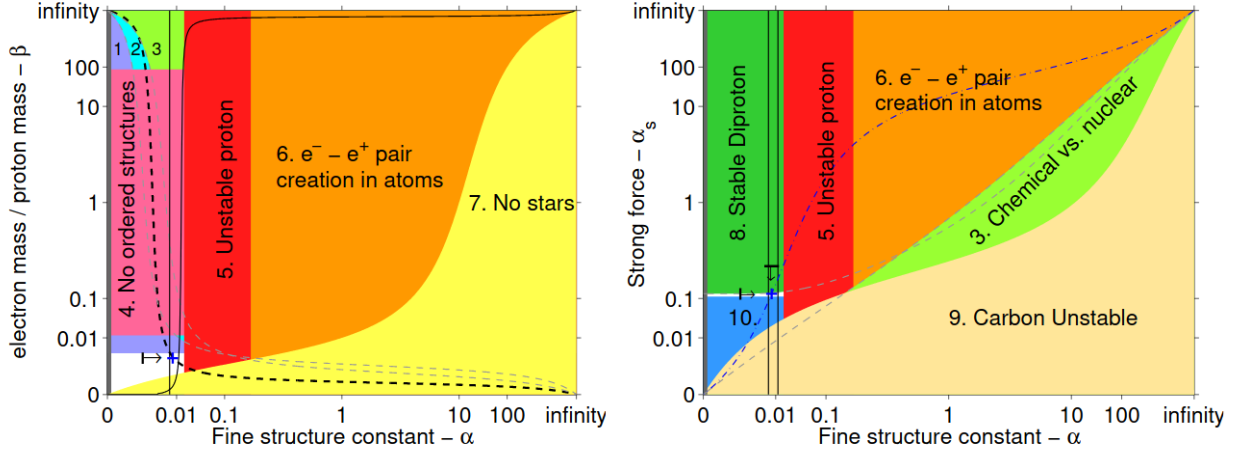 infinity
100
10
1
0.1
0.01
0
electron mass / proton mass – β
1
2
3
4. No ordered structures
5. Unstable proton
6. e⁻ – e⁺ pair
creation in atoms
7. No stars
0
0.01
0.1
1
10
100
infinity
Fine structure constant – α
infinity
100
10
1
0.1
0.01
0
Strong force – αₛ
8. Stable Diproton
5. Unstable proton
6. e⁻ – e⁺ pair
creation in atoms
3. Chemical vs. nuclear
10.
9. Carbon Unstable
0
0.01
0.1
1
10
100
infinity
Fine structure constant – α